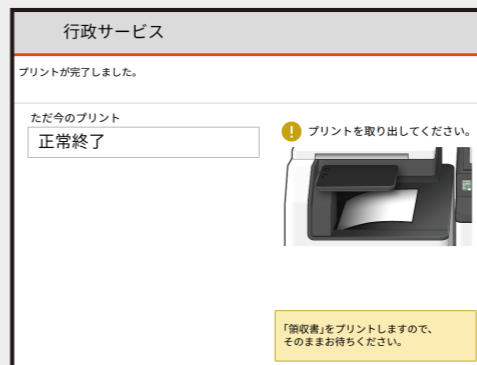 行政サービス
プリントが完了しました。
ただ今のプリント
正常終了
プリントを取り出してください。
「領収書」をプリントしますので、
そのままお待ちください。